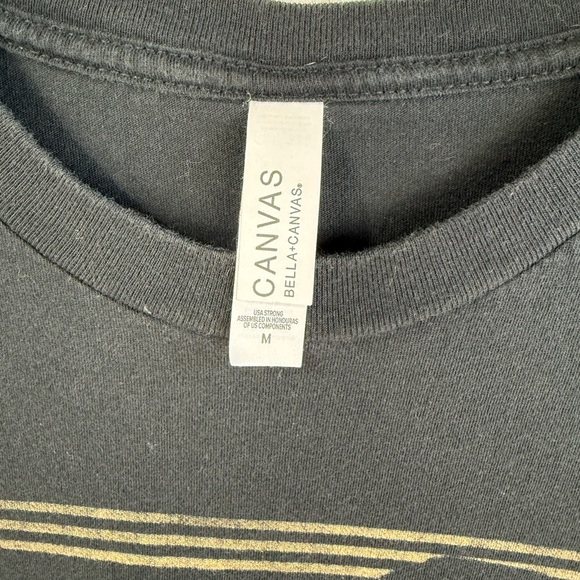 CANVAS
BELLA+CANVAS®
USA STRONG
ASSEMBLED IN HONDURAS
OF US COMPONENTS
M